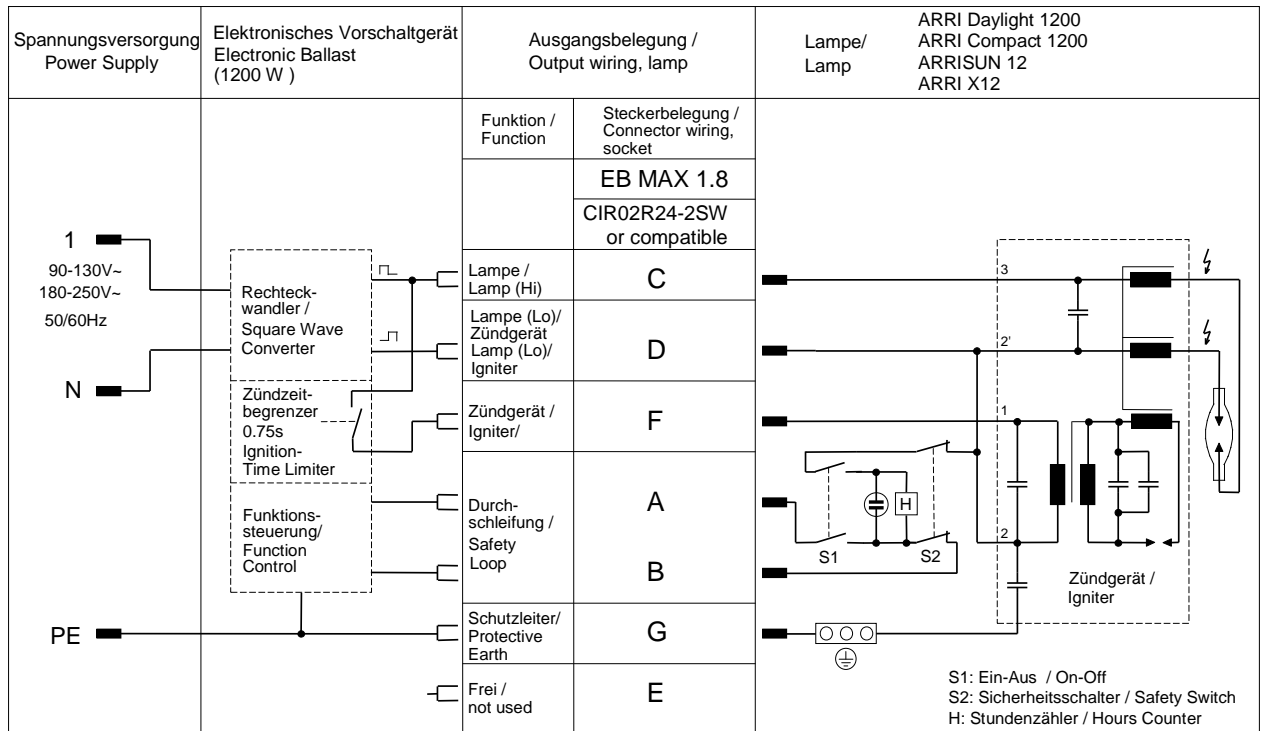 Spannungsversorgung
Power Supply
Elektronisches Vorschaltgerät
Electronic Ballast
(1200 W )
Ausgangsbelegung /
Output wiring, lamp
Lampe/
Lamp
ARRI Daylight 1200
ARRI Compact 1200
ARRISUN 12
ARRI X12
Funktion /
Function
Steckerbelegung /
Connector wiring,
socket
EB MAX 1.8
CIR02R24-2SW
or compatible
1
90-130V~
180-250V~
50/60Hz
N
PE
Rechteck-
wandler /
Square Wave
Converter
Zündzeit-
begrenzer
0.75s
Ignition-
Time Limiter
Funktions-
steuerung/
Function
Control
Lampe /
Lamp (Hi)
C
Lampe (Lo)/
Zündgerät
Lamp (Lo)/
Igniter
D
Zündgerät /
Igniter/
F
Durch-
schleifung /
Safety
Loop
A
B
Schutzleiter/
Protective
Earth
G
Frei /
not used
E
3
2'
1
2
H
S1
S2
Zündgerät /
Igniter
S1: Ein-Aus / On-Off
S2: Sicherheitsschalter / Safety Switch
H: Stundenzähler / Hours Counter